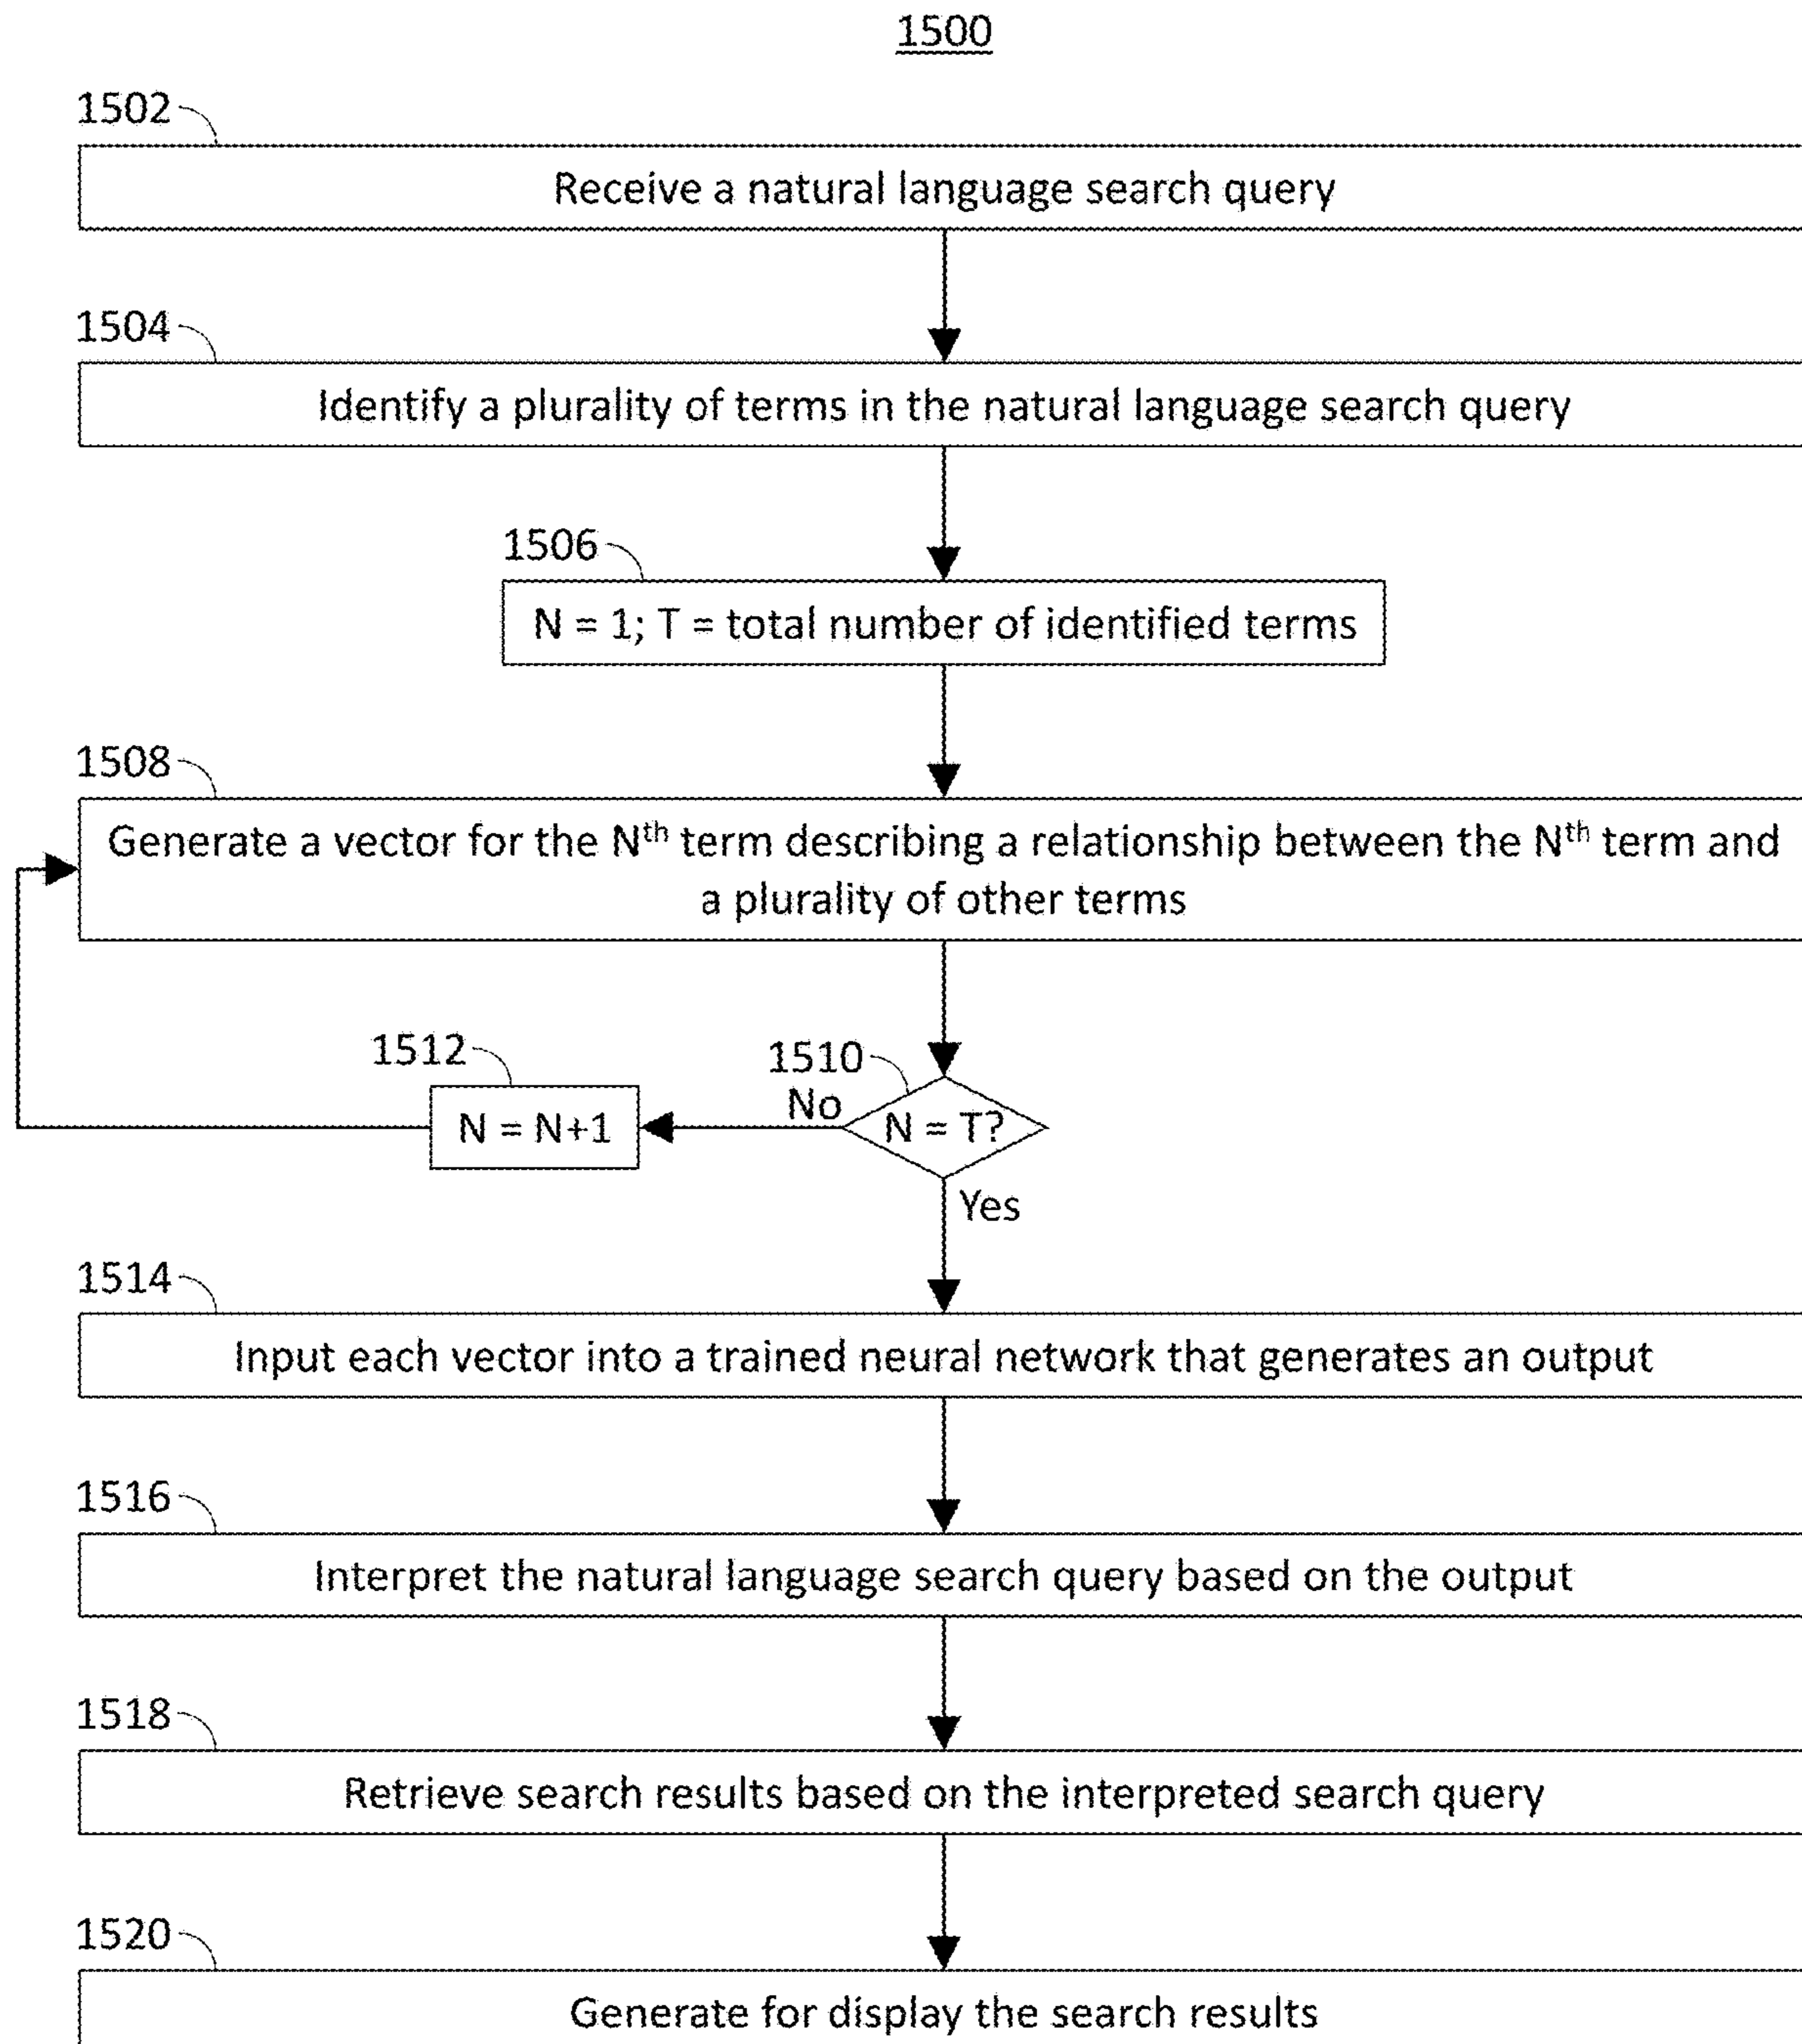 1500
1502
Receive a natural language search query
1504
Identify a plurality of terms in the natural language search query
1506
N = 1; T = total number of identified terms
1508
Generate a vector for the Nth term describing a relationship between the Nth term and
a plurality of other terms
1512
1510
No
N = N+1
N = T?
Yes
1514
Input each vector into a trained neural network that generates an output
1516
Interpret the natural language search query based on the output
1518
Retrieve search results based on the interpreted search query
1520
Generate for display the search results